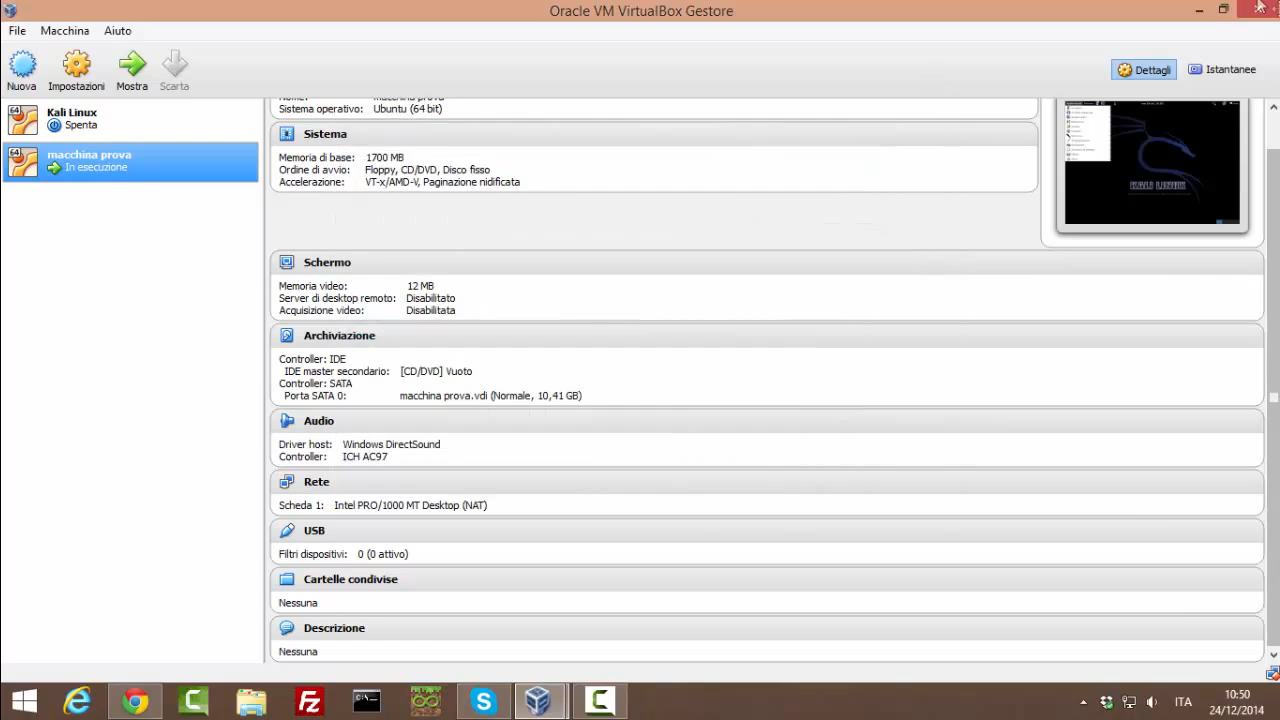 Oracle VM VirtualBox Gestore
File Macchina Aiuto
Nuova Impostazioni Mostra Scarta
Dettagli Istantanee
64 Kali Linux
Spenta
64 macchina prova
In esecuzione
Sistema operativo: Ubuntu (64 bit)
Sistema
Memoria di base: 1700 MB
Ordine di avvio: Floppy, CD/DVD, Disco fisso
Accelerazione: VT-x/AMD-V, Paginazione nidificata
KALI LINUX
Schermo
Memoria video: 12 MB
Server di desktop remoto: Disabilitato
Acquisizione video: Disabilitata
Archiviazione
Controller: IDE
IDE master secondario: [CD/DVD] Vuoto
Controller: SATA
Porta SATA 0: macchina prova.vdi (Normale, 10,41 GB)
Audio
Driver host: Windows DirectSound
Controller: ICH AC97
Rete
Scheda 1: Intel PRO/1000 MT Desktop (NAT)
USB
Filtri dispositivi: 0 (0 attivo)
Cartelle condivise
Nessuna
Descrizione
Nessuna
ITA
10:50
24/12/2014